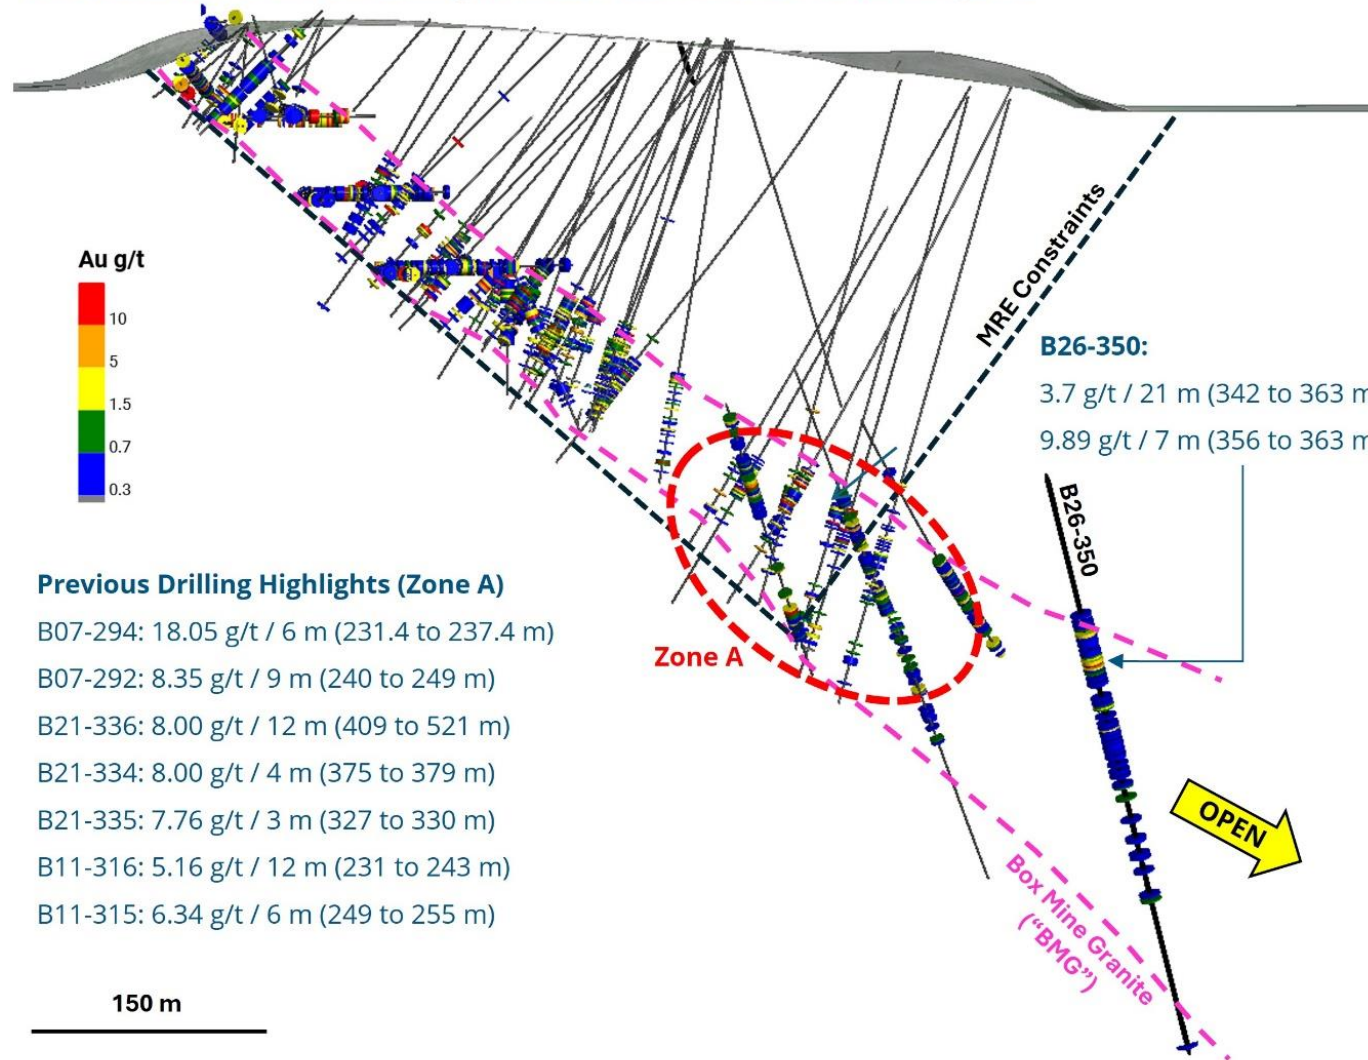 Au g/t
10
5
1.5
0.7
0.3
MRE Constraints
B26-350:
3.7 g/t / 21 m (342 to 363 m
9.89 g/t / 7 m (356 to 363 m
B26-350
Previous Drilling Highlights (Zone A)
B07-294: 18.05 g/t / 6 m (231.4 to 237.4 m)
B07-292: 8.35 g/t / 9 m (240 to 249 m)
B21-336: 8.00 g/t / 12 m (409 to 521 m)
B21-334: 8.00 g/t / 4 m (375 to 379 m)
B21-335: 7.76 g/t / 3 m (327 to 330 m)
B11-316: 5.16 g/t / 12 m (231 to 243 m)
B11-315: 6.34 g/t / 6 m (249 to 255 m)
Zone A
OPEN
Box Mine Granite
(“BMG”)
150 m